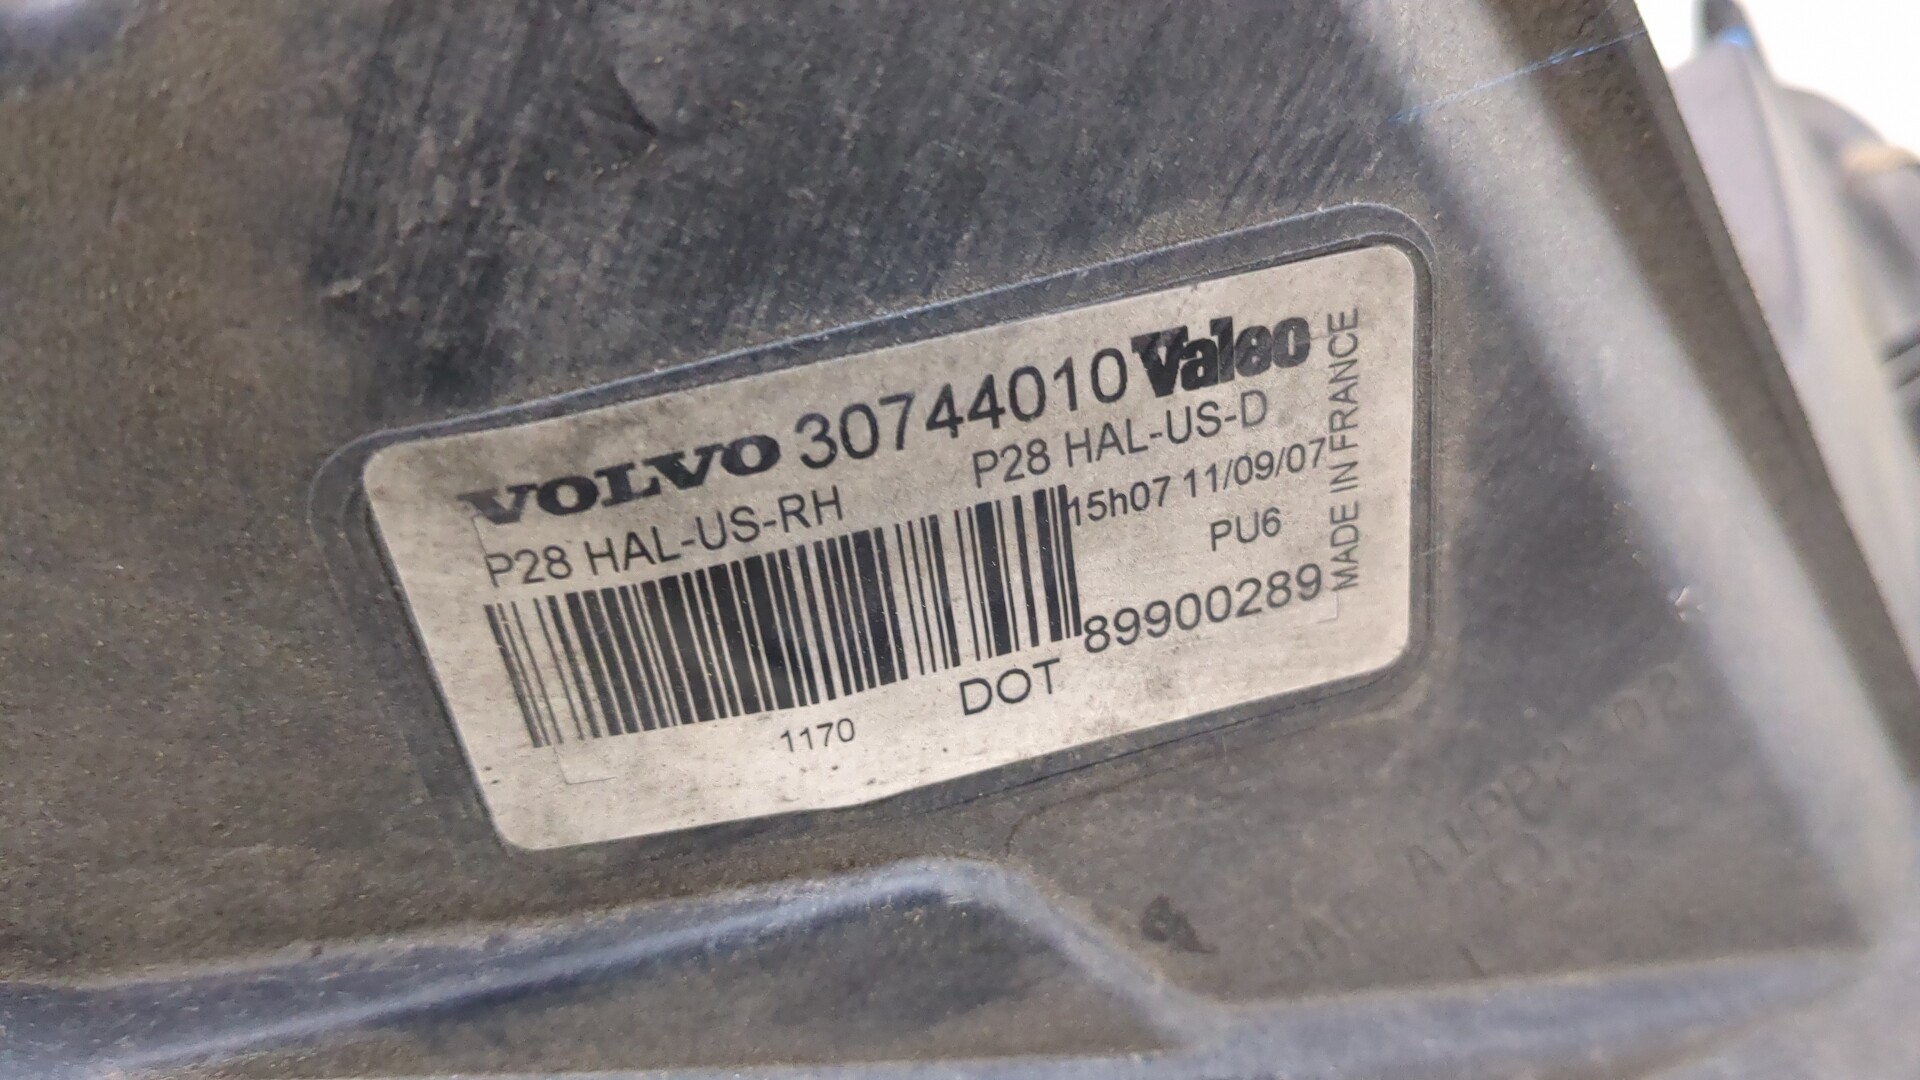 VOLVO 30744010 Valeo
P28 HAL-US-RH P28 HAL-US-D
15h07 11/09/07
PU6
89900289
DOT
1170
MADE IN FRANCE